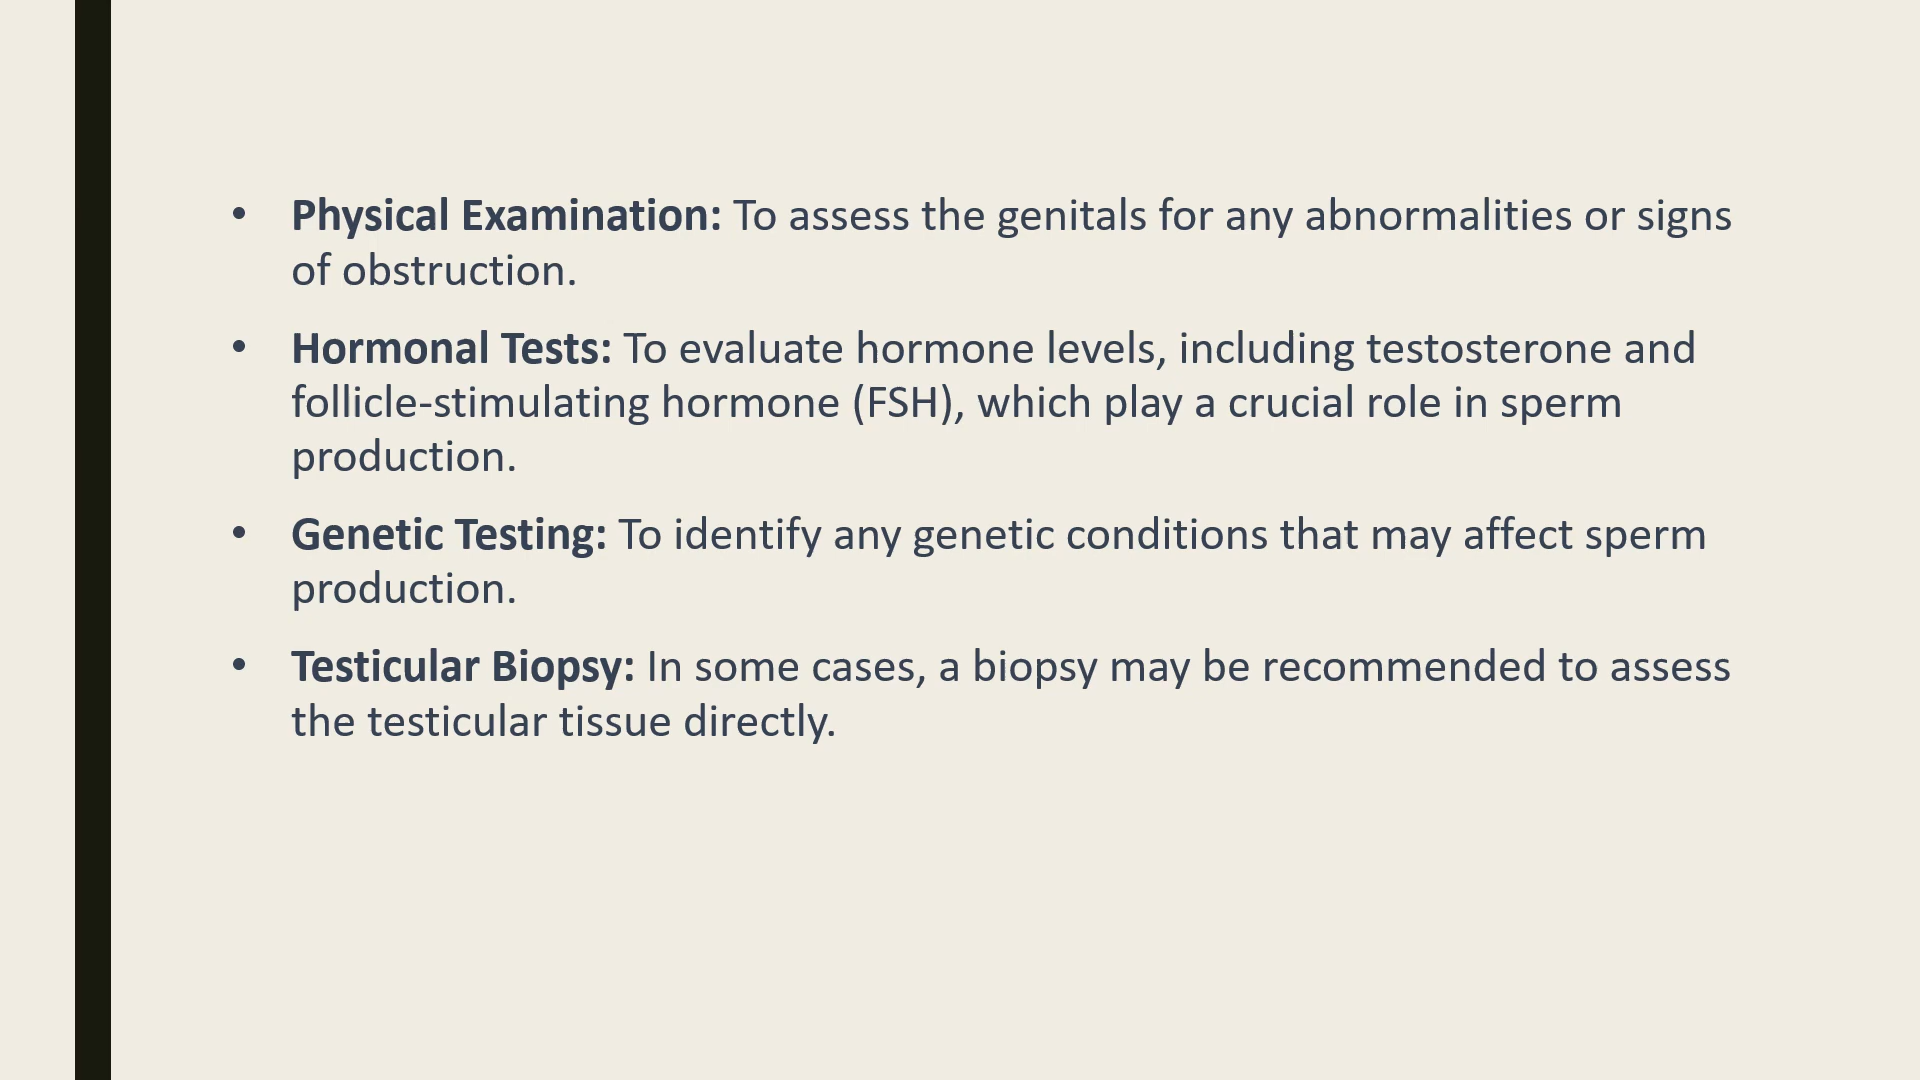 • Physical Examination: To assess the genitals for any abnormalities or signs
of obstruction.
• Hormonal Tests: To evaluate hormone levels, including testosterone and
follicle-stimulating hormone (FSH), which play a crucial role in sperm
production.
• Genetic Testing: To identify any genetic conditions that may affect sperm
production.
• Testicular Biopsy: In some cases, a biopsy may be recommended to assess
the testicular tissue directly.